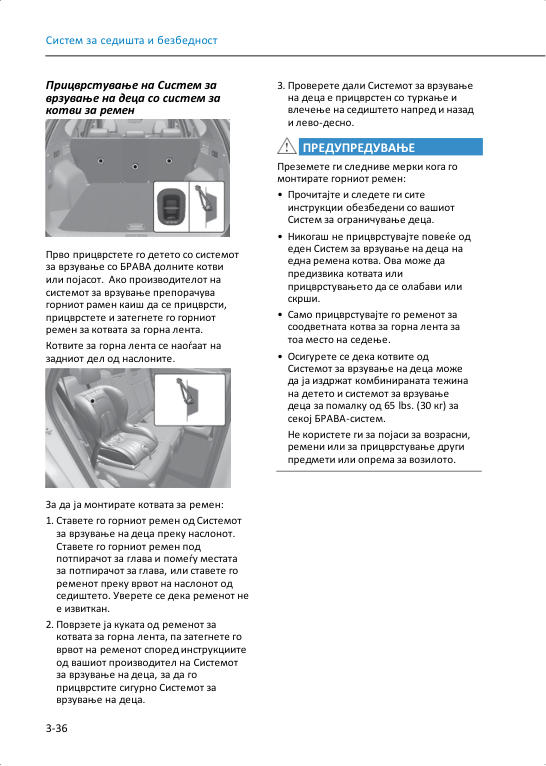 Систем за седишта и безбедност
Прицврстување на Систем за
врзување на деца со систем за
котви за ремен
Прво прицврстете го детето со системот
за врзување со БРАВА долните котви
или појасот.  Ако производителот на
системот за врзување препорачува
горниот рамен каиш да се прицврсти,
прицврстете и затегнете го горниот
ремен за котвата за горна лента.
Котвите за горна лента се наоѓаат на
задниот дел од наслоните.
За да ја монтирате котвата за ремен:
1. Ставете го горниот ремен од Системот
за врзување на деца преку наслонот.
Ставете го горниот ремен под
потпирачот за глава и помеѓу местата
за потпирачот за глава, или ставете го
ременот преку врвот на наслонот од
седиштето. Уверете се дека ременот не
е извиткан.
2. Поврзете ја куката од ременот за
котвата за горна лента, па затегнете го
врвот на ременот според инструкциите
од вашиот производител на Системот
за врзување на деца, за да го
прицврстите сигурно Системот за
врзување на деца.
3. Проверете дали Системот за врзување
на деца е прицврстен со туркање и
влечење на седиштето напред и назад
и лево-десно.
ПРЕДУПРЕДУВАЊЕ
Преземете ги следниве мерки кога го
монтирате горниот ремен:
• Прочитајте и следете ги сите
инструкции обезбедени со вашиот
Систем за ограничување деца.
• Никогаш не прицврстувајте повеќе од
еден Систем за врзување на деца на
една ремена котва. Ова може да
предизвика котвата или
прицврстувањето да се олабави или
скрши.
• Само прицврстувајте го ременот за
соодветната котва за горна лента за
тоа место на седење.
• Осигурете се дека котвите од
Системот за врзување на деца може
да ја издржат комбинираната тежина
на детето и системот за врзување
деца за помалку од 65 lbs. (30 кг) за
секој БРАВА-систем.
Не користете ги за појаси за возрасни,
ремени или за прицврстување други
предмети или опрема за возилото.
3-36